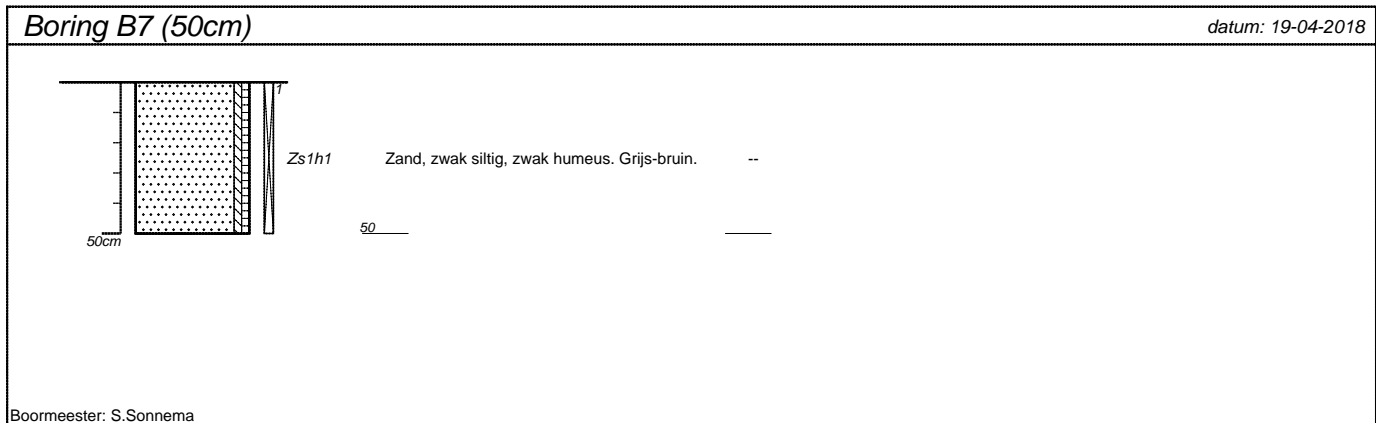 Boring B7 (50cm)
datum: 19-04-2018
1
Zs1h1 Zand, zwak siltig, zwak humeus. Grijs-bruin. --
50cm
50
Boormeester: S.Sonnema